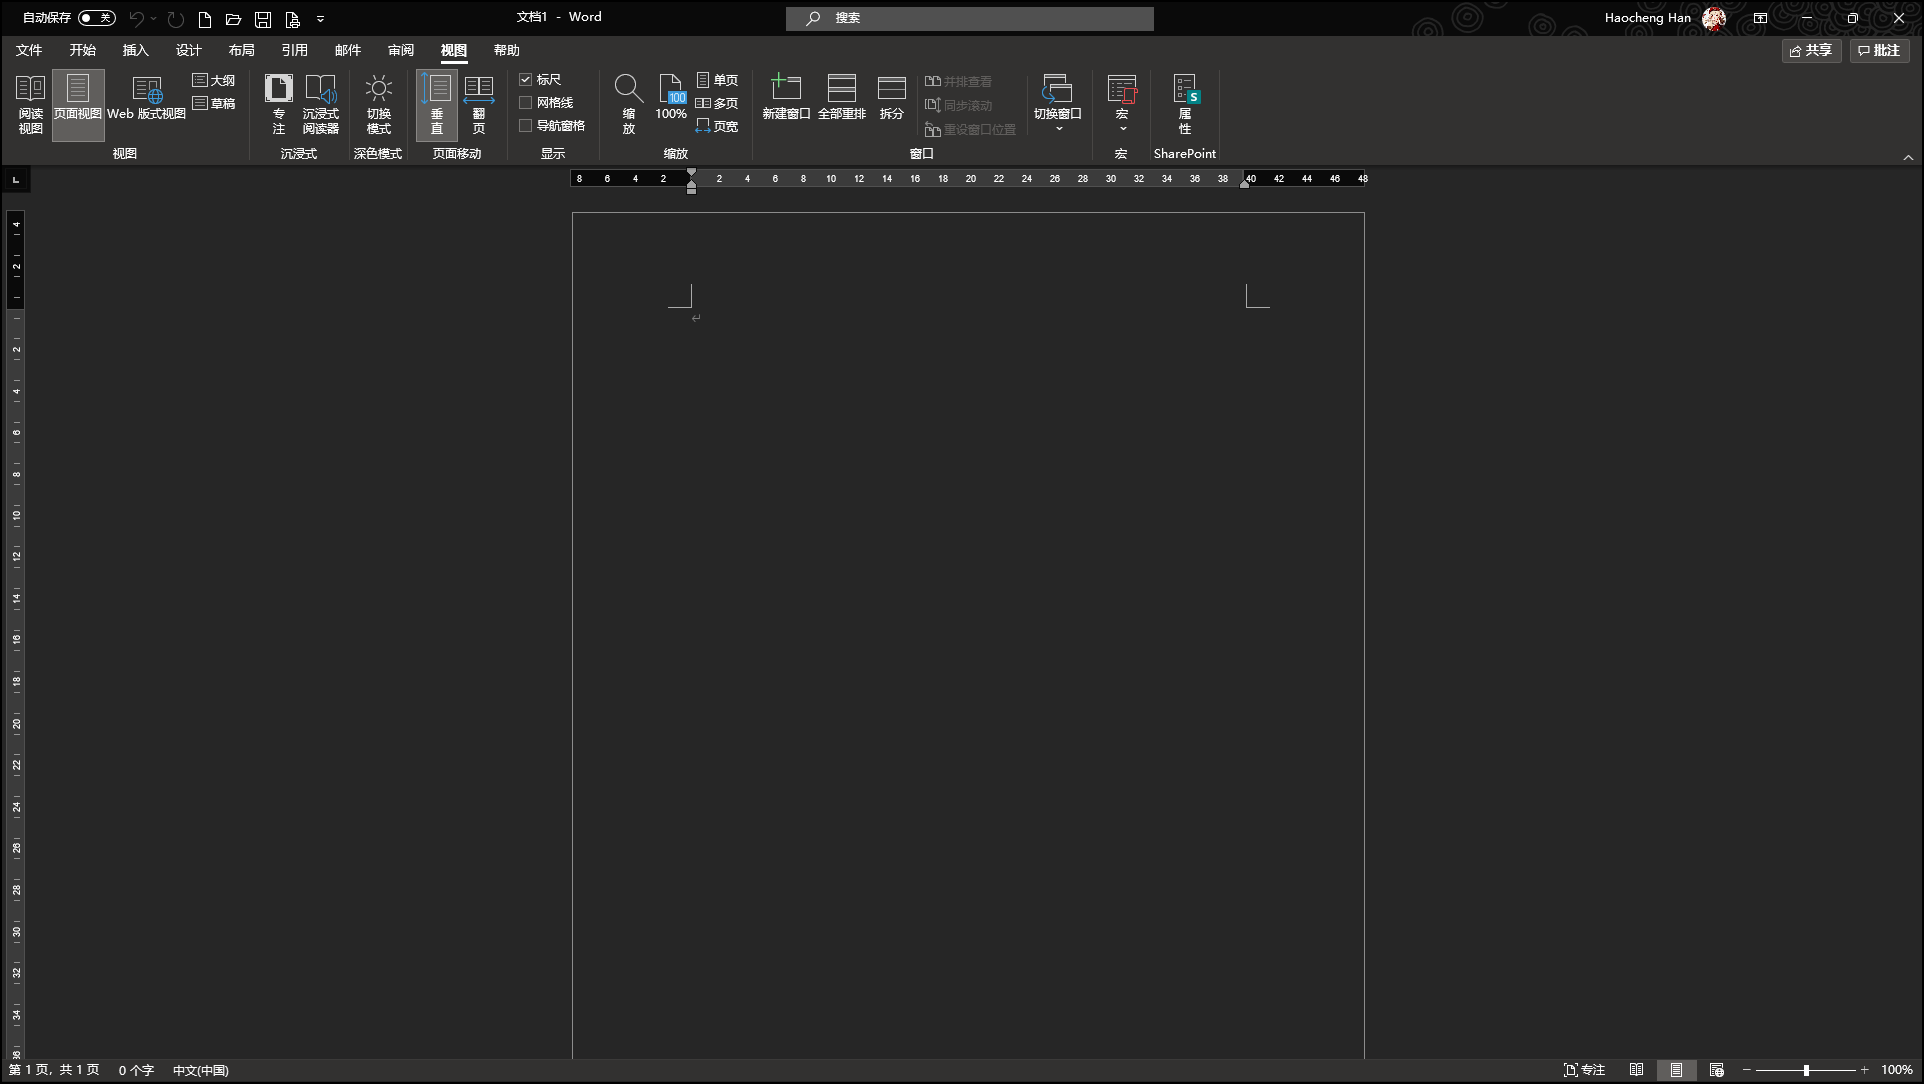 自动保存 关 文档1 - Word 搜索 Haocheng Han
文件 开始 插入 设计 布局 引用 邮件 审阅 视图 帮助 共享 批注
阅读
视图
页面视图
Web 版式视图
大纲
草稿
视图
专
注
沉浸式
阅读器
沉浸式
切换
模式
深色模式
垂
直
翻
页
页面移动
标尺
网格线
导航窗格
显示
缩
放
100
100%
单页
多页
页宽
缩放
新建窗口
全部重排
拆分
并排查看
同步滚动
重设窗口位置
切换窗口
窗口
宏
宏
属
性
S
SharePoint
8 6 4 2 2 4 6 8 10 12 14 16 18 20 22 24 26 28 30 32 34 36 38 40 42 44 46 48
4
2
2
4
6
8
10
12
14
16
18
20
22
24
26
28
30
32
34
36
第 1 页，共 1 页 0 个字 中文(中国) 专注 100%